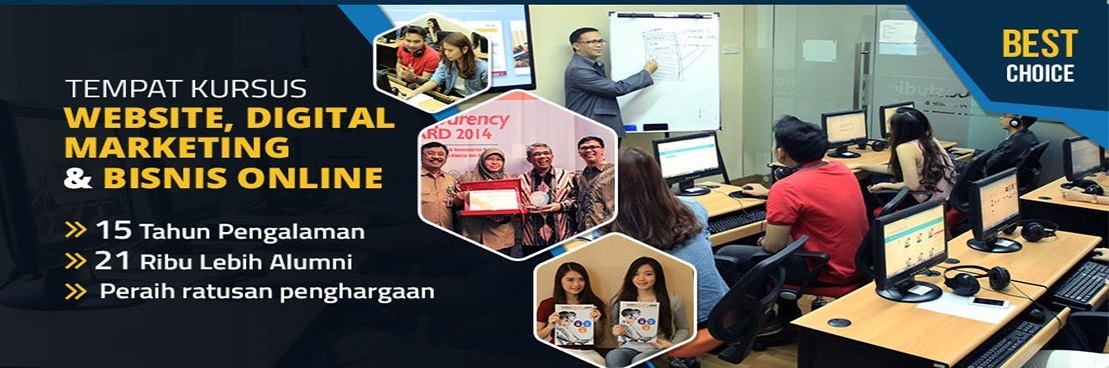 TEMPAT KURSUS
WEBSITE, DIGITAL
MARKETING
& BISNIS ONLINE
15 Tahun Pengalaman
21 Ribu Lebih Alumni
Peraih ratusan penghargaan
BEST
CHOICE
2014